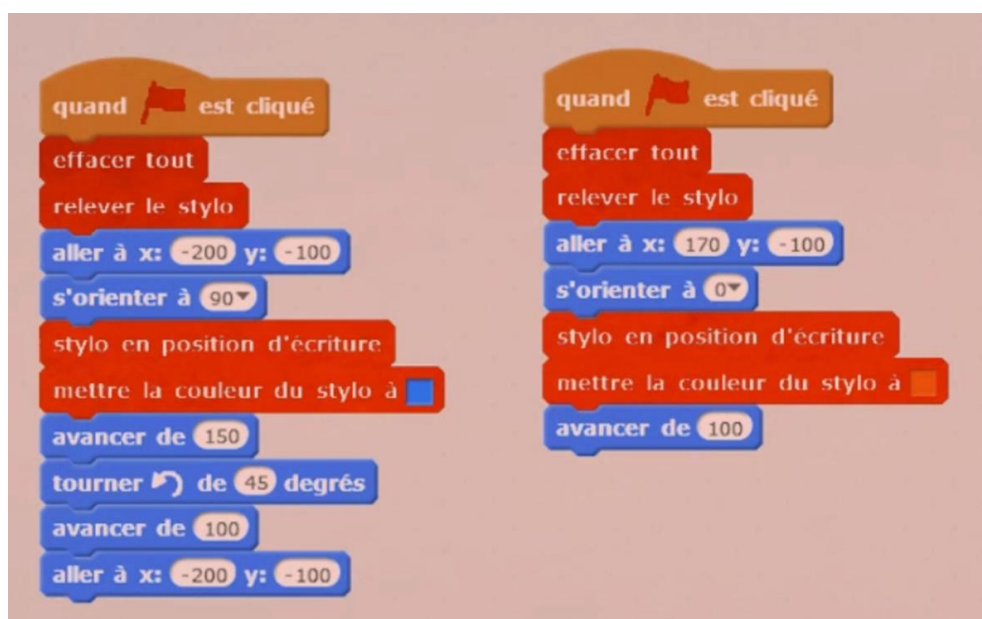 quand est cliqué
effacer tout
relever le stylo
aller à x: -200 y: -100
s'orienter à 90
stylo en position d'écriture
mettre la couleur du stylo à
avancer de 150
tourner de 45 degrés
avancer de 100
aller à x: -200 y: -100
quand est cliqué
effacer tout
relever le stylo
aller à x: 170 y: -100
s'orienter à 0
stylo en position d'écriture
mettre la couleur du stylo à
avancer de 100